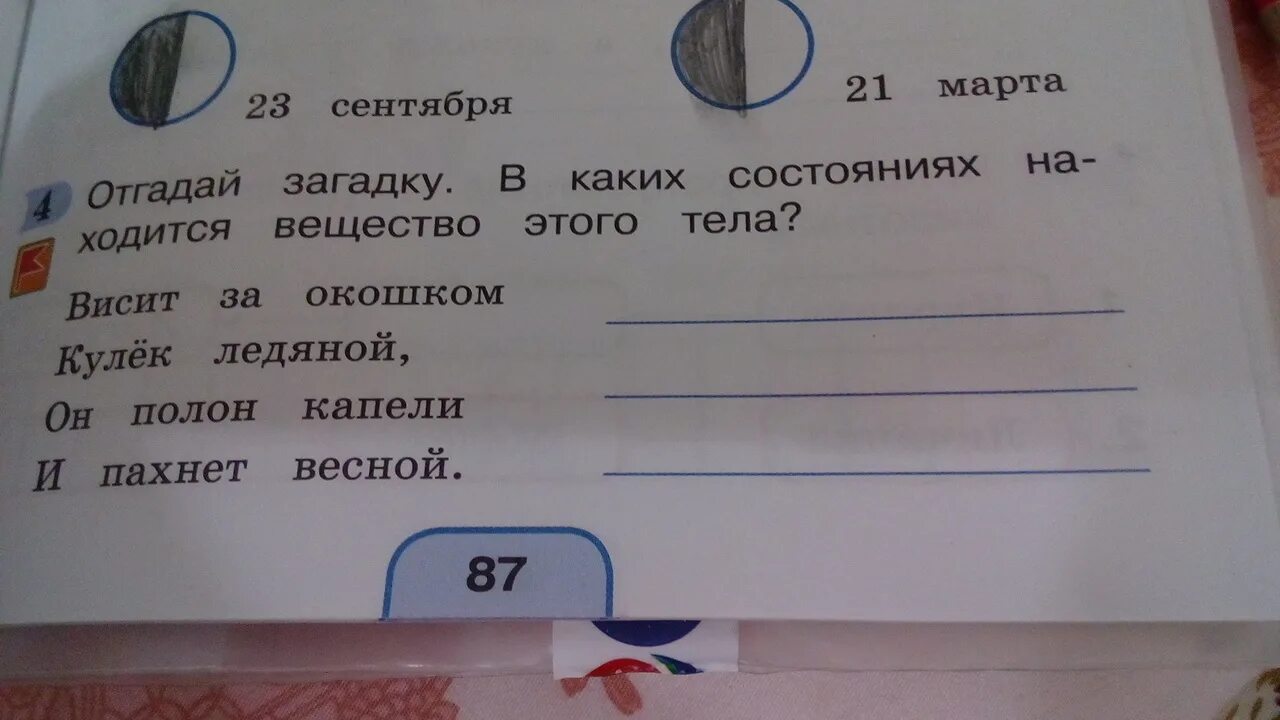 23 сентября
21 марта
4 Отгадай загадку. В каких состояниях на-
ходится вещество этого тела?
Висит за окошком
Кулёк ледяной,
Он полон капели
И пахнет весной.
87